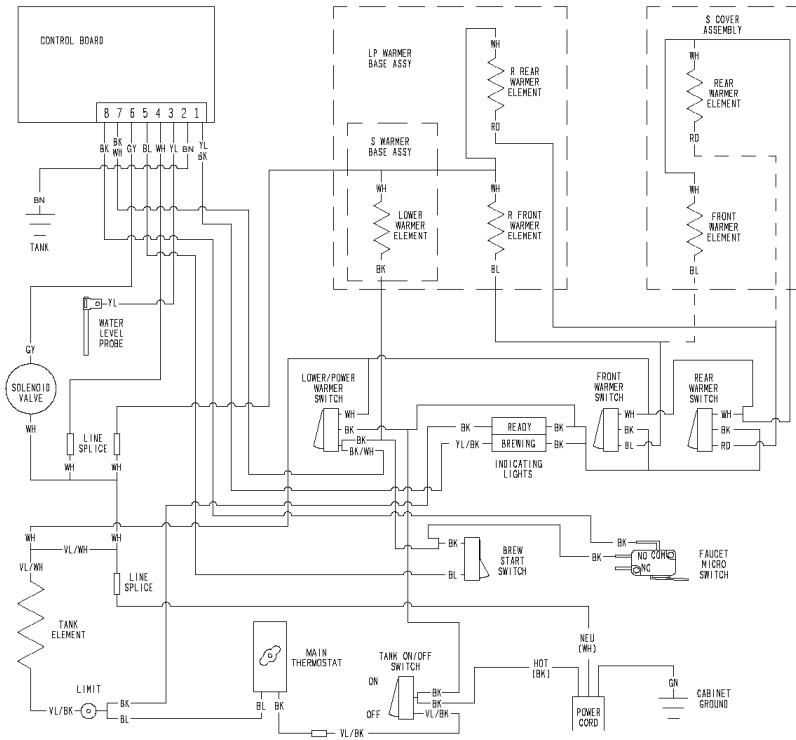 CONTROL BOARD
8 7 6 5 4 3 2 1
BK
BK
WH
GY
BL
WH
YL
BN
YL
BK
BN
TANK
YL
WATER
LEVEL
PROBE
GY
SOLENOID
VALVE
WH
LINE
SPLICE
WH
WH
LP WARMER
BASE ASSY
WH
R REAR
WARMER
ELEMENT
RD
S WARMER
BASE ASSY
WH
LOWER
WARMER
ELEMENT
BK
WH
R FRONT
WARMER
ELEMENT
BL
S COVER
ASSEMBLY
WH
REAR
WARMER
ELEMENT
RD
WH
FRONT
WARMER
ELEMENT
BL
LOWER/POWER
WARMER
SWITCH
WH
BK
BK
BK/WH
BK
READY
BK
YL/BK
BREWING
BK
INDICATING
LIGHTS
FRONT
WARMER
SWITCH
WH
BK
BL
REAR
WARMER
SWITCH
WH
BK
RD
WH
WH
VL/WH
VL/WH
LINE
SPLICE
TANK
ELEMENT
BK
BL
BREW
START
SWITCH
BK
BK
NO
COM
NC
FAUCET
MICRO
SWITCH
LIMIT
VL/BK
BK
BL
MAIN
THERMOSTAT
BL
BK
VL/BK
TANK ON/OFF
SWITCH
ON
OFF
BK
BK
VL/BK
HOT
(BK)
NEU
(WH)
POWER
CORD
GN
CABINET
GROUND